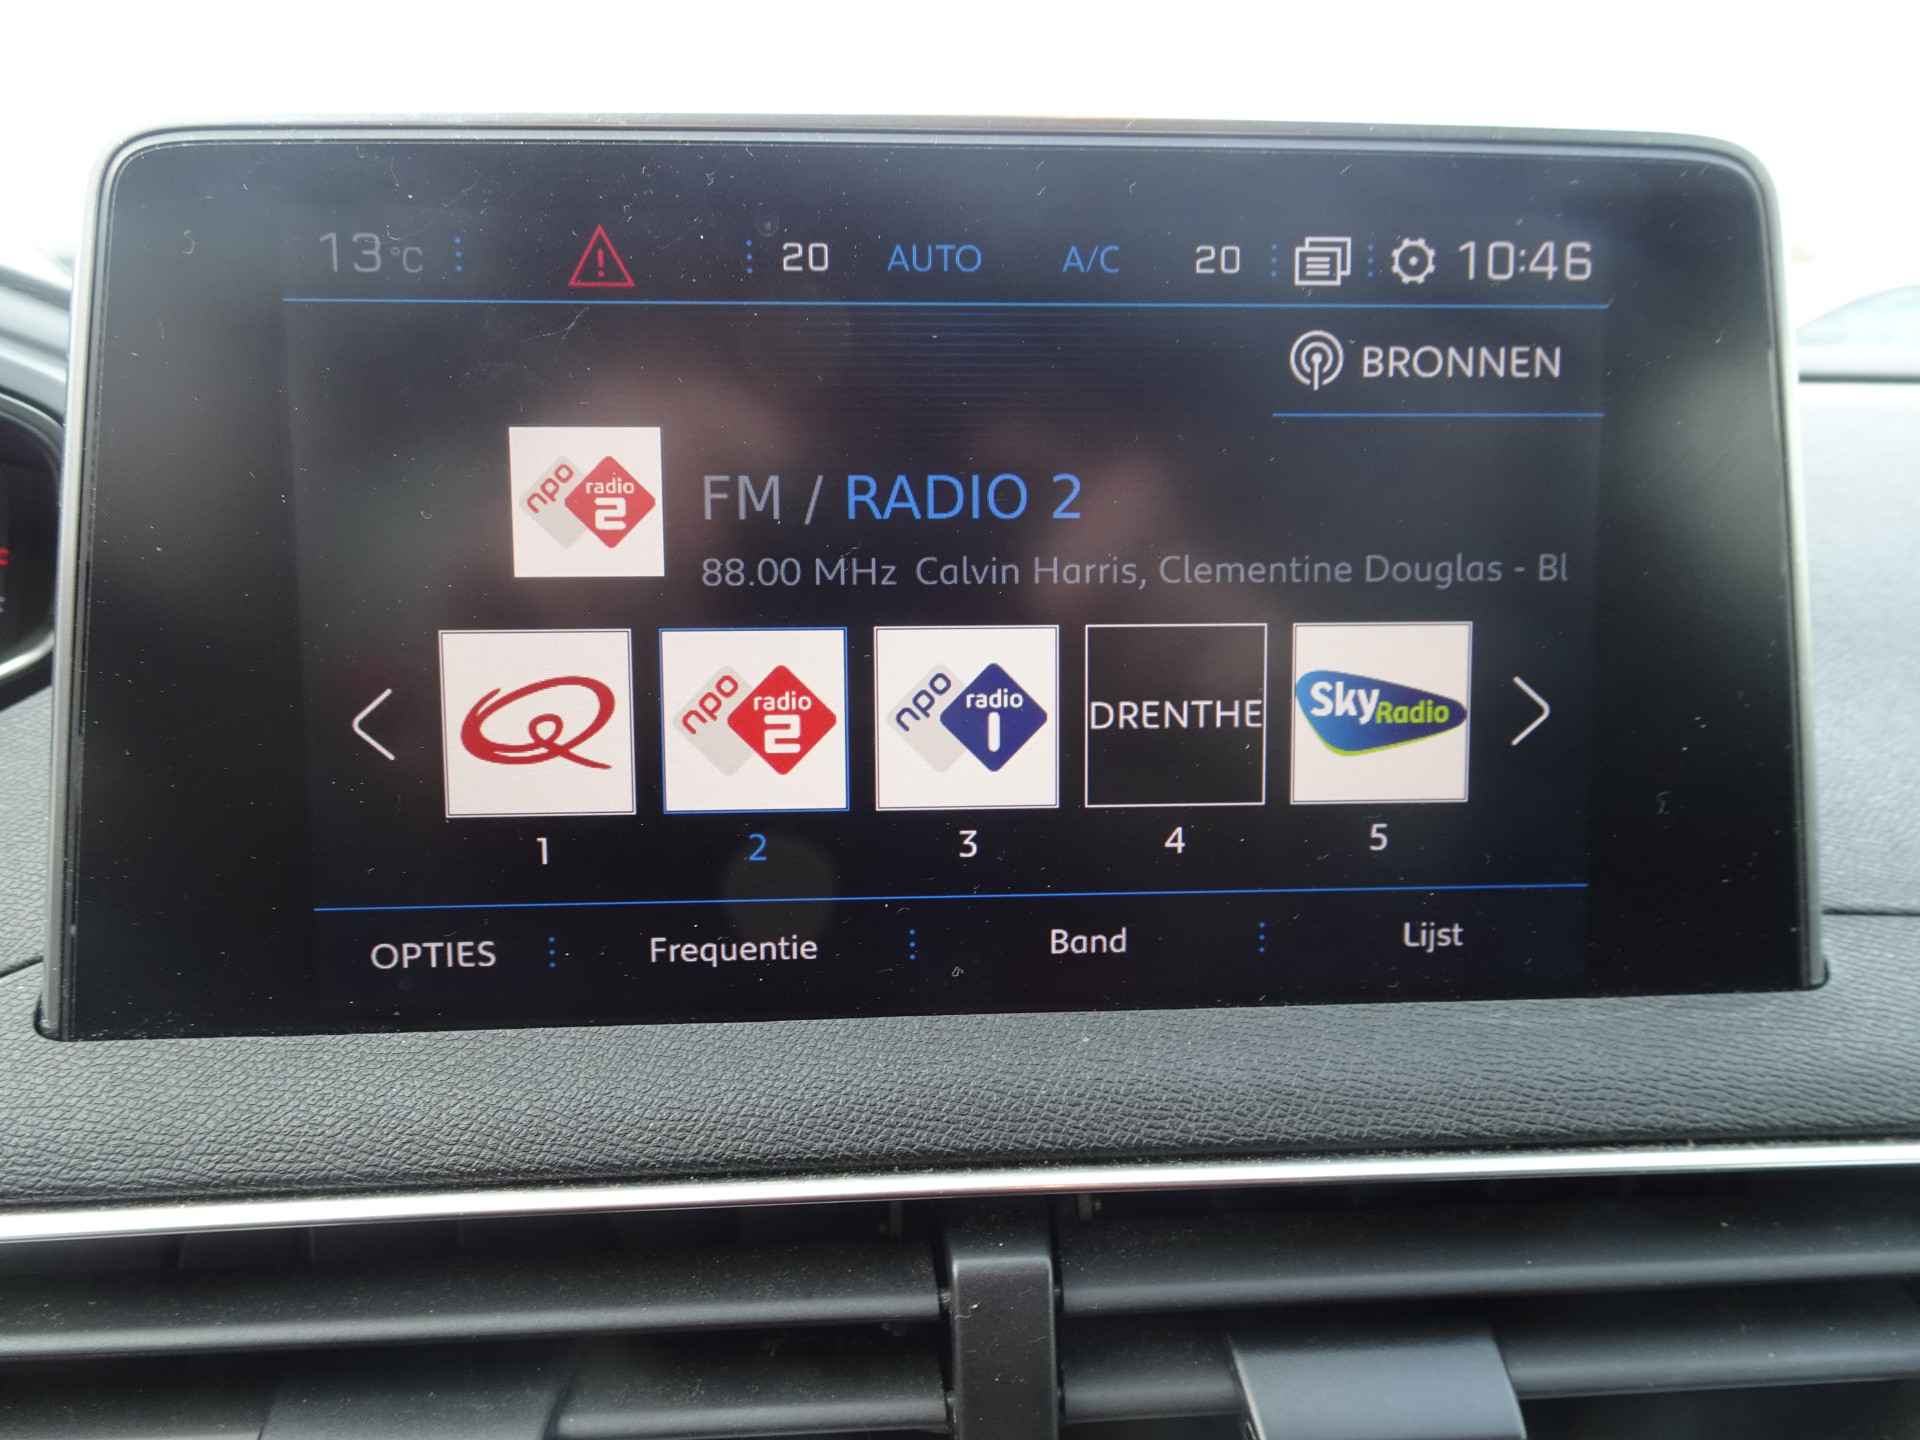 13°C 20 AUTO A/C 20 10:46
BRONNEN
npo radio 2
FM / RADIO 2
88.00 MHz Calvin Harris, Clementine Douglas - Bl
Q
npo radio 2
npo radio 1
DRENTHE
Sky Radio
1 2 3 4 5
OPTIES Frequentie Band Lijst